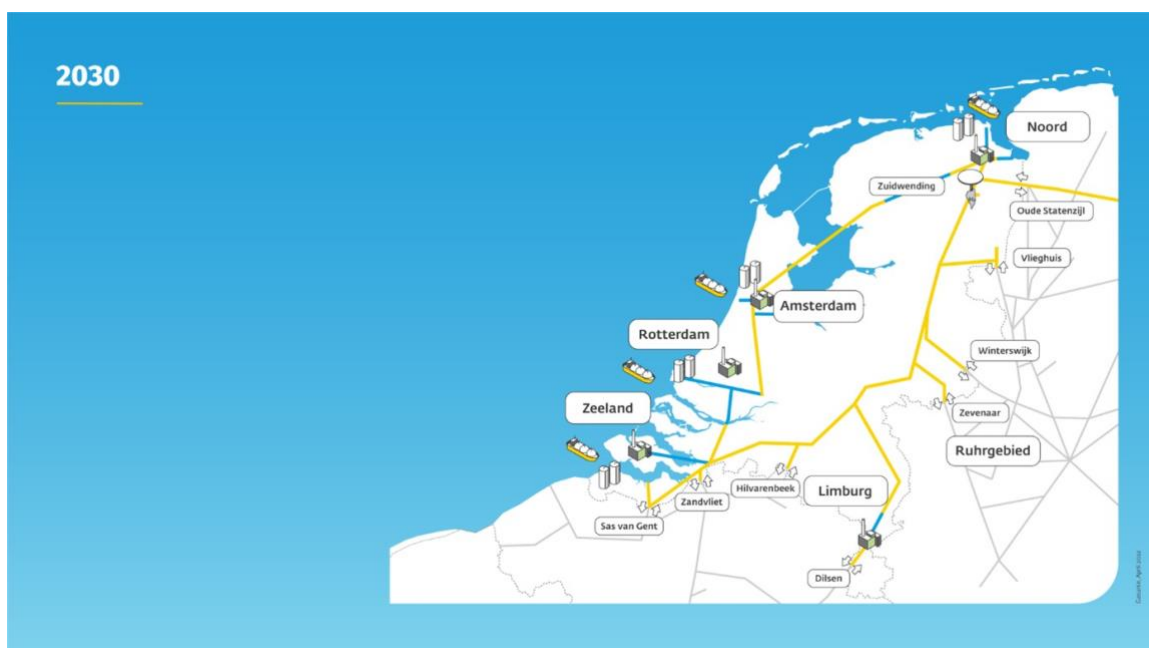 2030
Noord
Zuidwending
Oude Statenzijl
Vlieghuis
Amsterdam
Rotterdam
Winterswijk
Zeeland
Zevenaar
Ruhrgebied
Hilvarenbeek
Limburg
Zandvliet
Sas van Gent
Dilsen